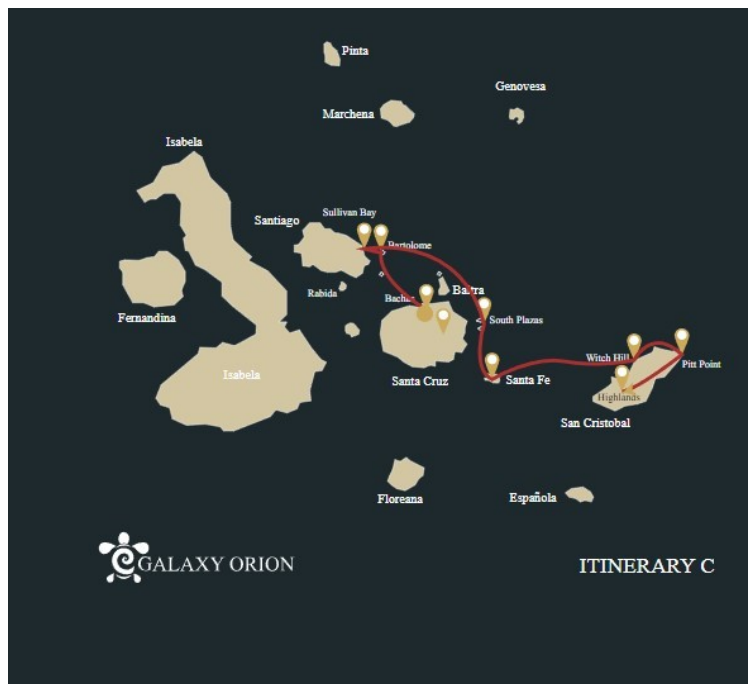 Pinta
Genovesa
Marchena
Isabela
Sullivan Bay
Santiago
Bartolome
Rabida
Bachas
Baltra
Fernandina
South Plazas
Witch Hill
Pitt Point
Isabela
Santa Cruz
Santa Fe
Highlands
San Cristobal
Floreana
Española
GALAXY ORION
ITINERARY C